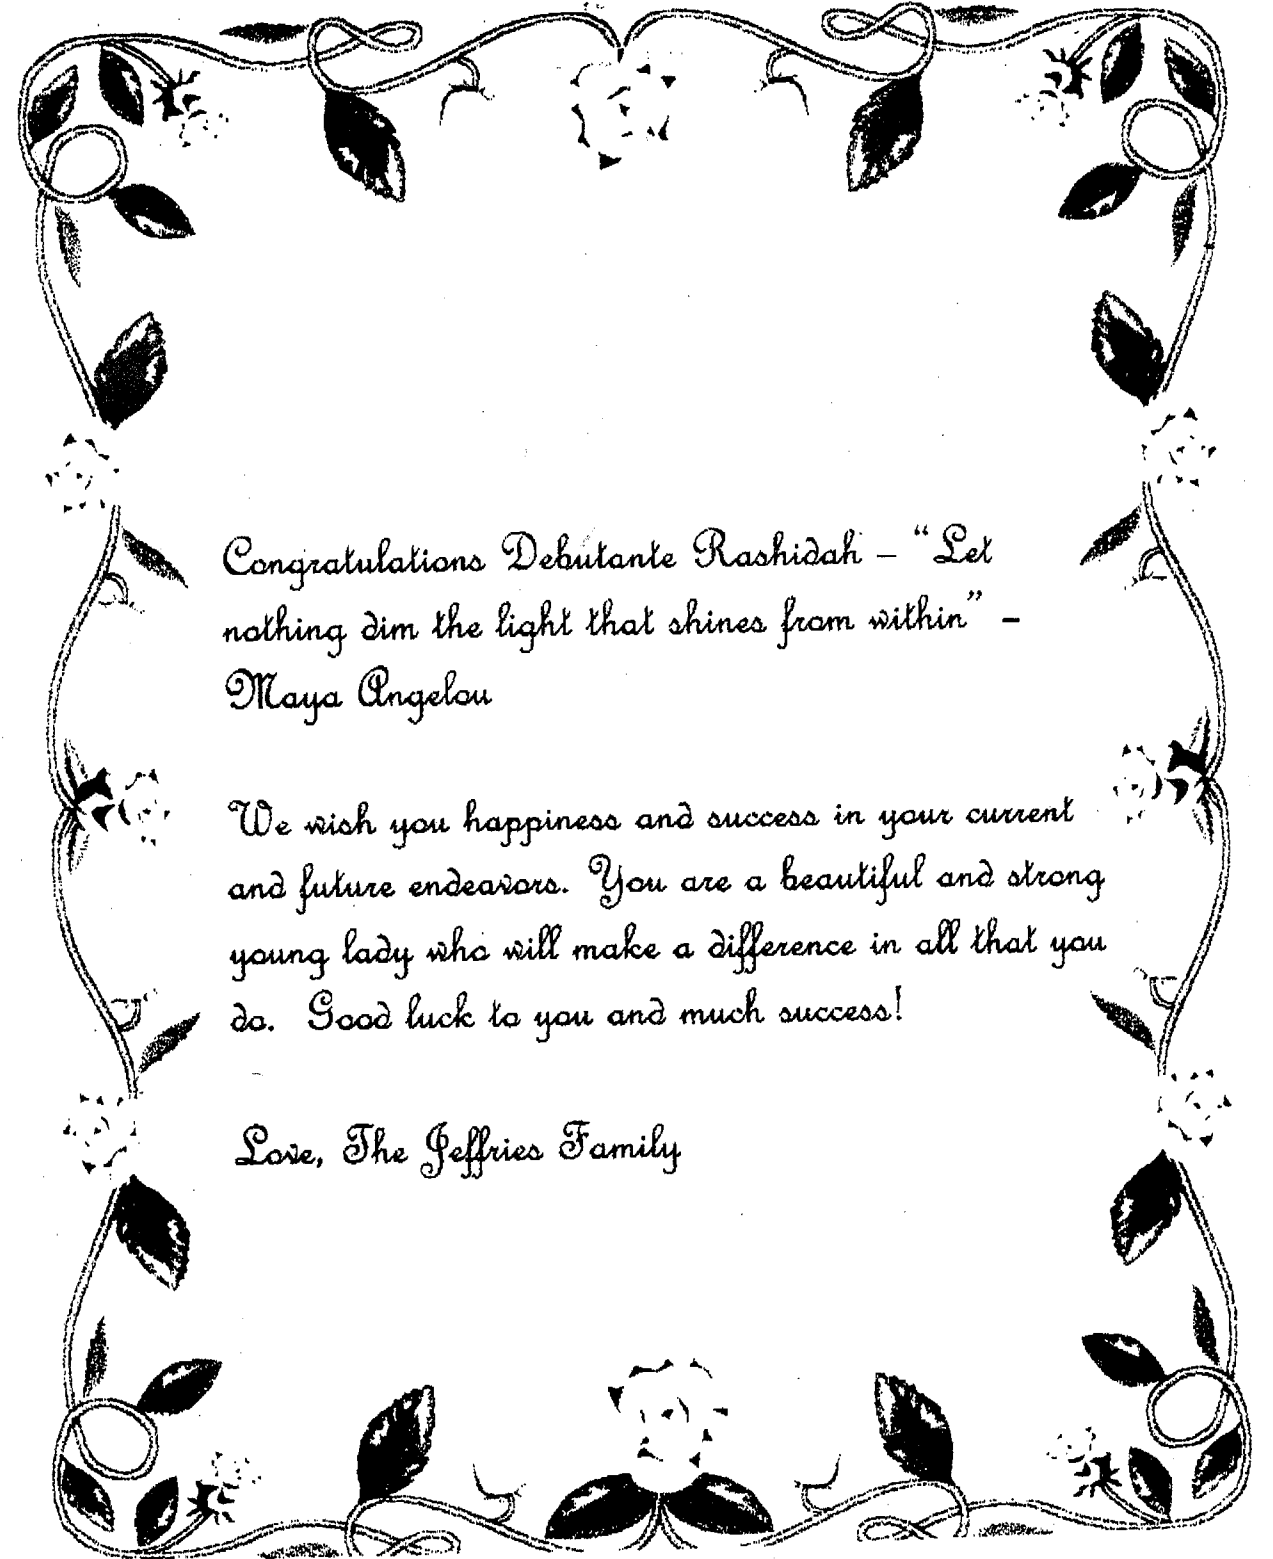 Congratulations Debutante Rashidah – “Let
nothing dim the light that shines from within” –
Maya Angelou
We wish you happiness and success in your current
and future endeavors. You are a beautiful and strong
young lady who will make a difference in all that you
do. Good luck to you and much success!
Love, The Jeffries Family